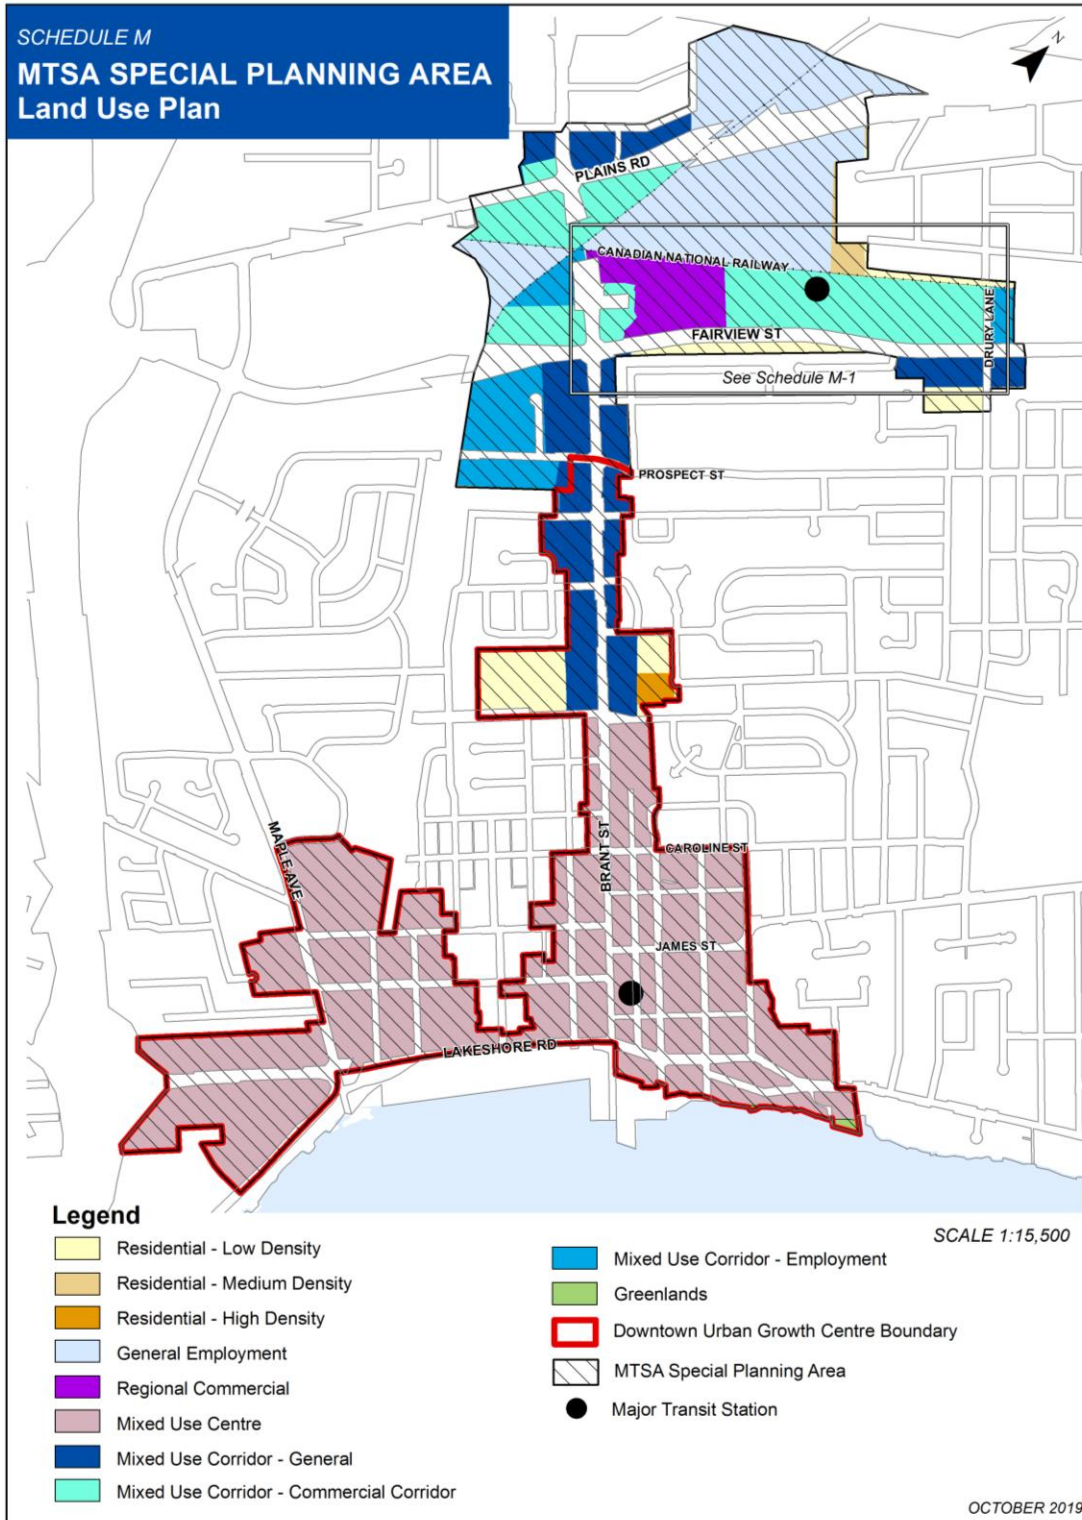 SCHEDULE M
MTSA SPECIAL PLANNING AREA
Land Use Plan
N
PLAINS RD
CANADIAN NATIONAL RAILWAY
DRURY LANE
FAIRVIEW ST
See Schedule M-1
PROSPECT ST
MAPLE AVE
BRANT ST
CAROLINE ST
JAMES ST
LAKESHORE RD
Legend
Residential - Low Density
Residential - Medium Density
Residential - High Density
General Employment
Regional Commercial
Mixed Use Centre
Mixed Use Corridor - General
Mixed Use Corridor - Commercial Corridor
SCALE 1:15,500
Mixed Use Corridor - Employment
Greenlands
Downtown Urban Growth Centre Boundary
MTSA Special Planning Area
Major Transit Station
OCTOBER 2019